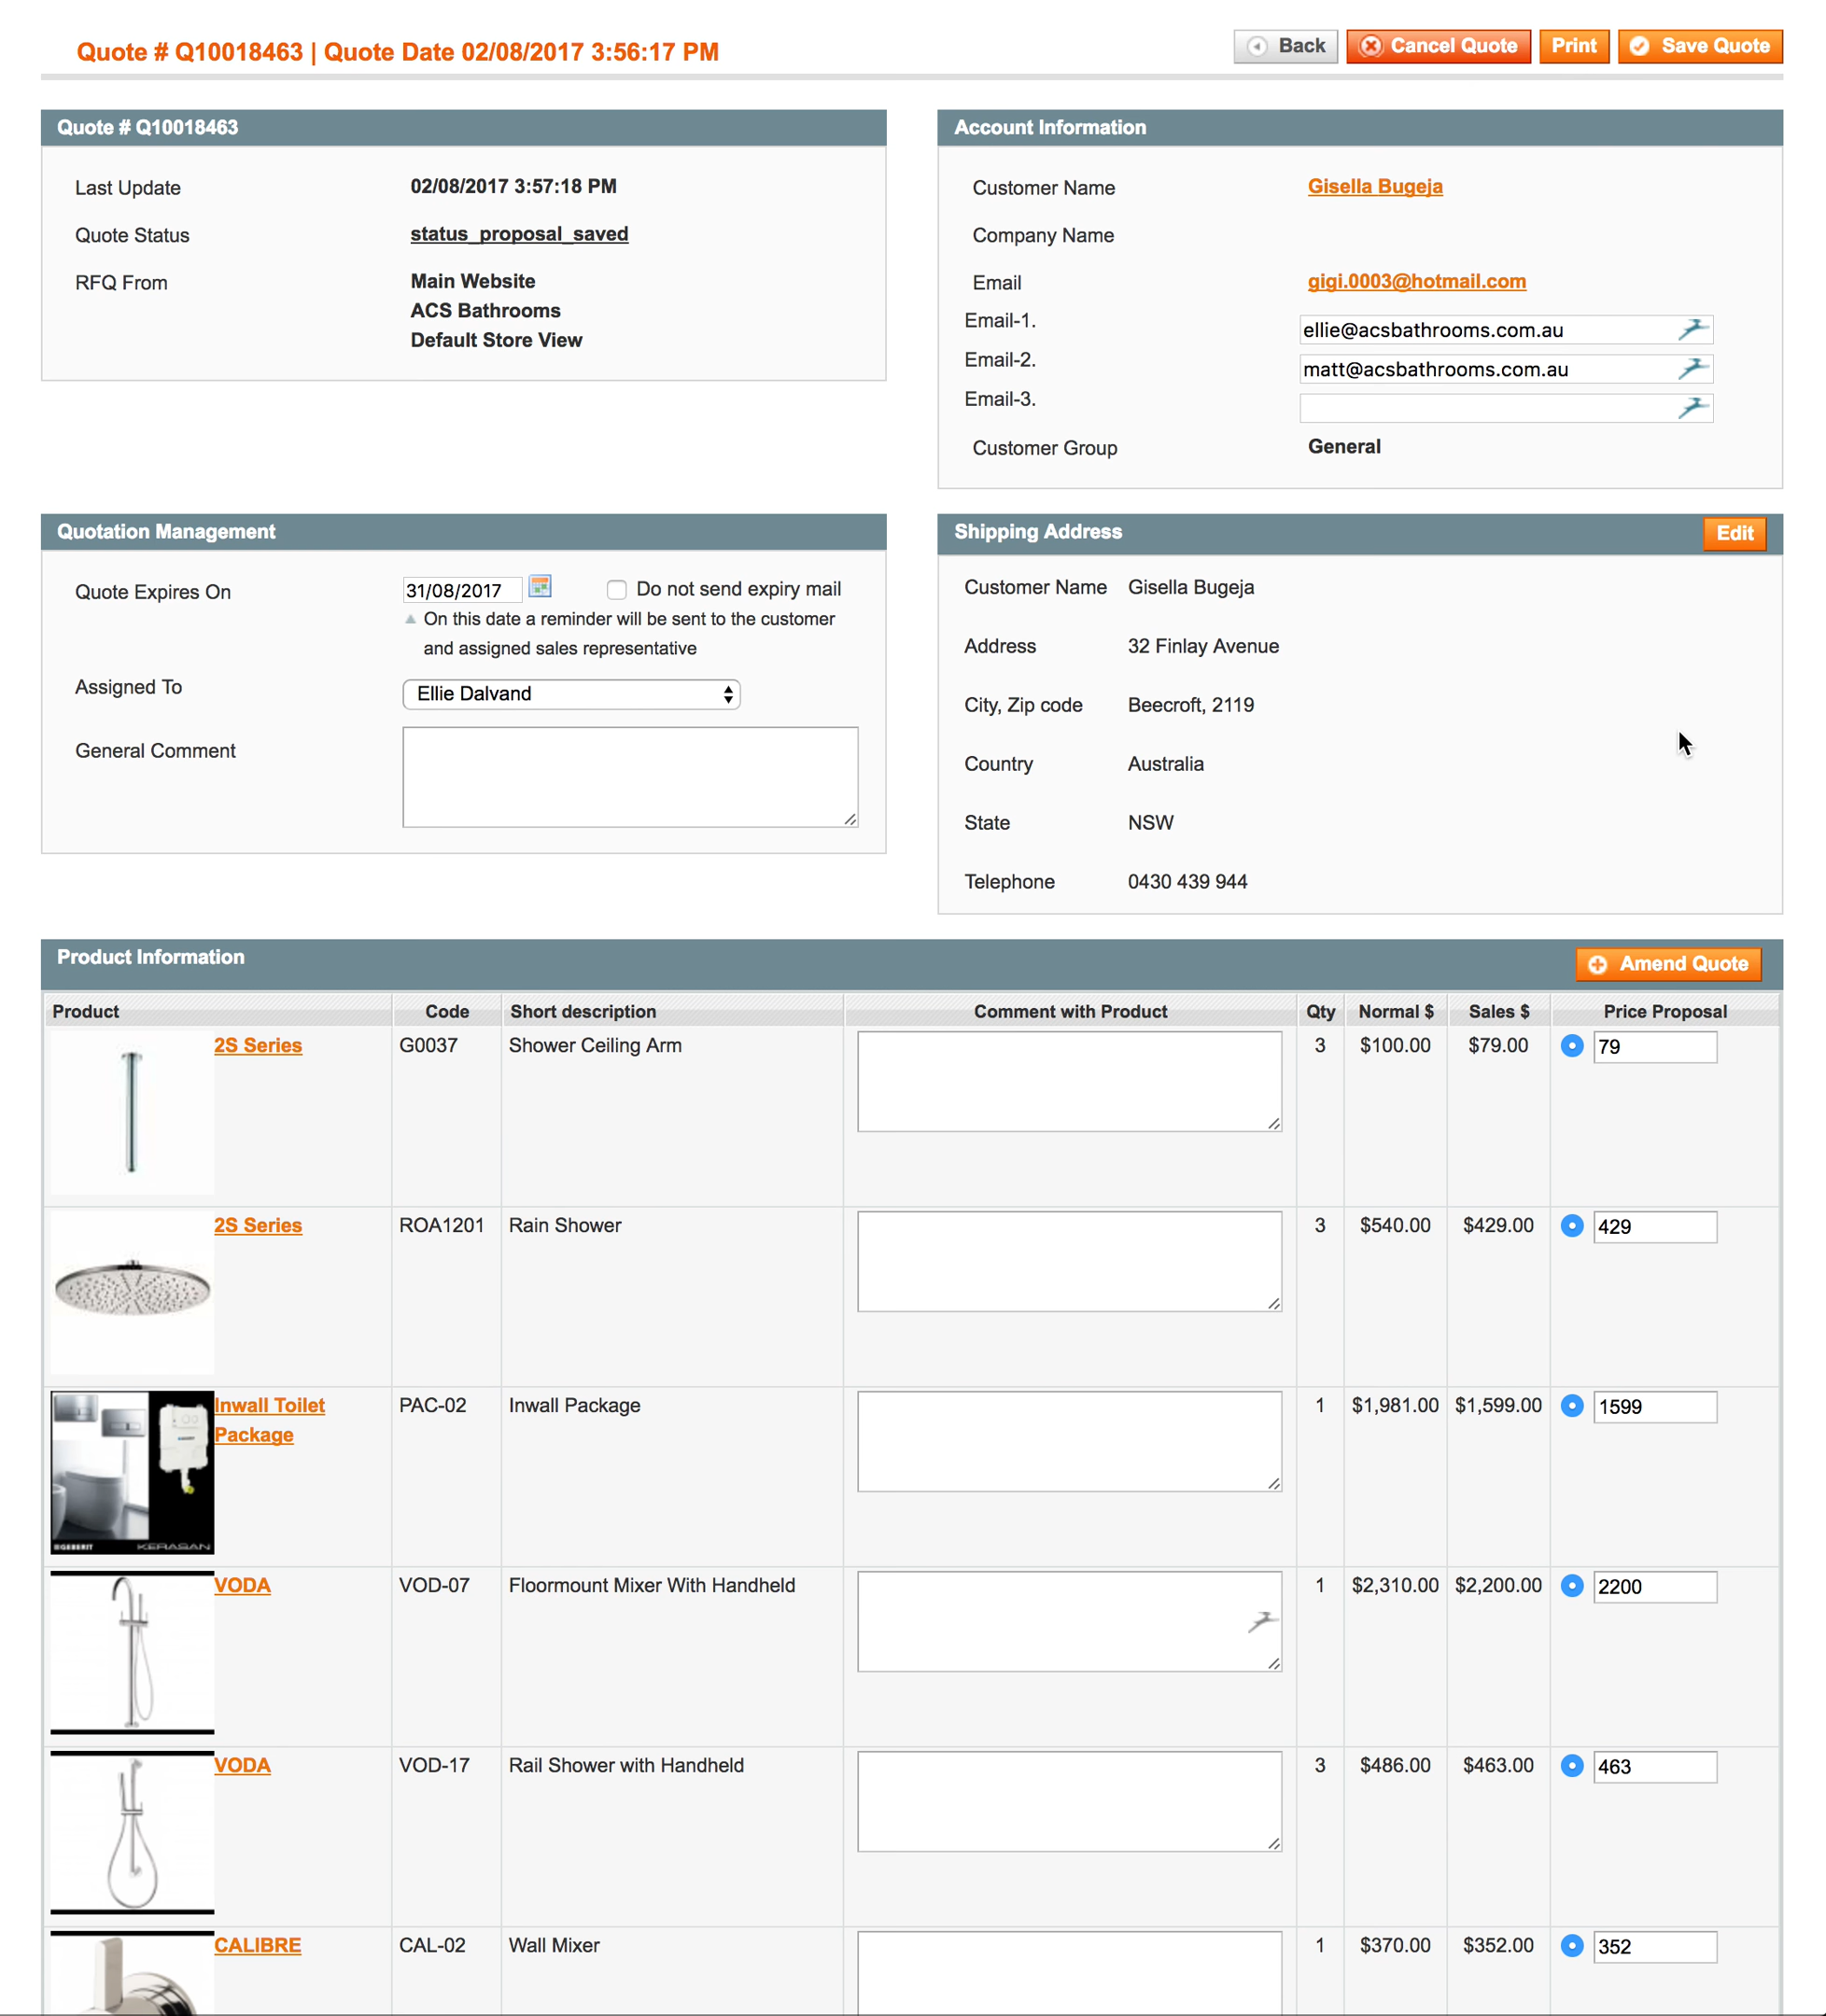 Quote # Q10018463 | Quote Date 02/08/2017 3:56:17 PM
Back Cancel Quote Print Save Quote
Quote # Q10018463
Last Update 02/08/2017 3:57:18 PM
Quote Status status_proposal_saved
RFQ From Main Website
ACS Bathrooms
Default Store View
Account Information
Customer Name Gisella Bugeja
Company Name
Email gigi.0003@hotmail.com
Email-1. ellie@acsbathrooms.com.au
Email-2. matt@acsbathrooms.com.au
Email-3.
Customer Group General
Quotation Management
Quote Expires On 31/08/2017 Do not send expiry mail
On this date a reminder will be sent to the customer
and assigned sales representative
Assigned To Ellie Dalvand
General Comment
Shipping Address Edit
Customer Name Gisella Bugeja
Address 32 Finlay Avenue
City, Zip code Beecroft, 2119
Country Australia
State NSW
Telephone 0430 439 944
Product Information Amend Quote
Product Code Short description Comment with Product Qty Normal $ Sales $ Price Proposal
2S Series G0037 Shower Ceiling Arm 3 $100.00 $79.00 79
2S Series ROA1201 Rain Shower 3 $540.00 $429.00 429
Inwall Toilet PAC-02 Inwall Package 1 $1,981.00 $1,599.00 1599
Package
GEBERIT KERASAN
VODA VOD-07 Floormount Mixer With Handheld 1 $2,310.00 $2,200.00 2200
VODA VOD-17 Rail Shower with Handheld 3 $486.00 $463.00 463
CALIBRE CAL-02 Wall Mixer 1 $370.00 $352.00 352